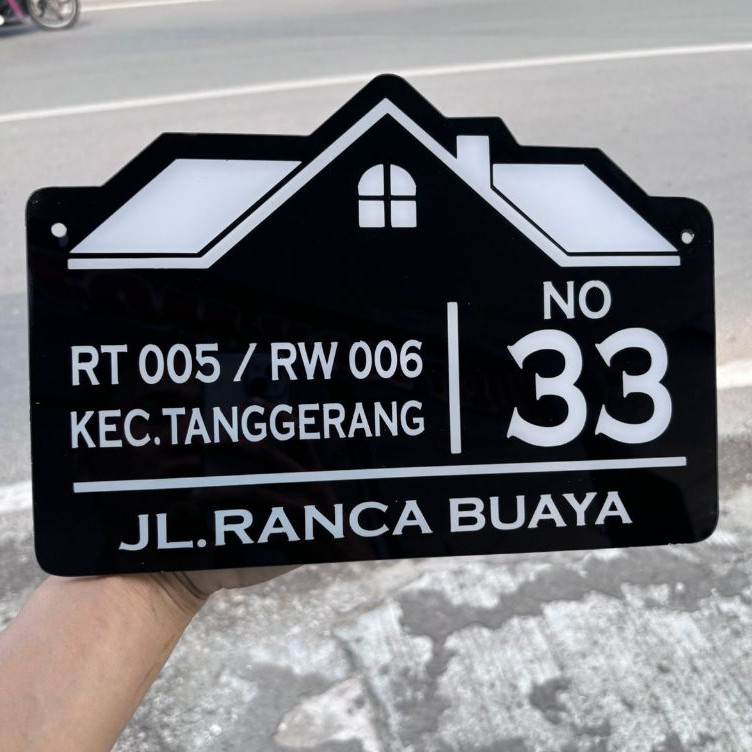 RT 005 / RW 006
KEC.TANGGERANG
NO
33
JL.RANCA BUAYA